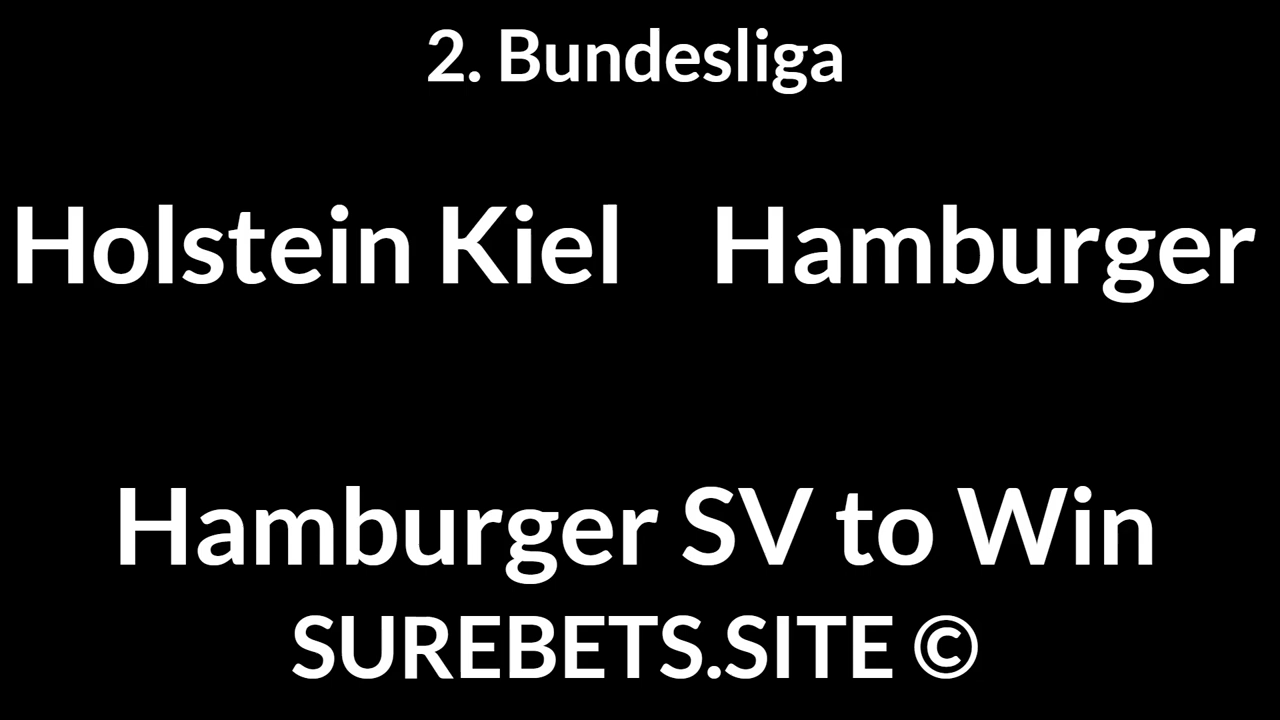 2. Bundesliga
Holstein Kiel Hamburger
Hamburger SV to Win
SUREBETS.SITE ©